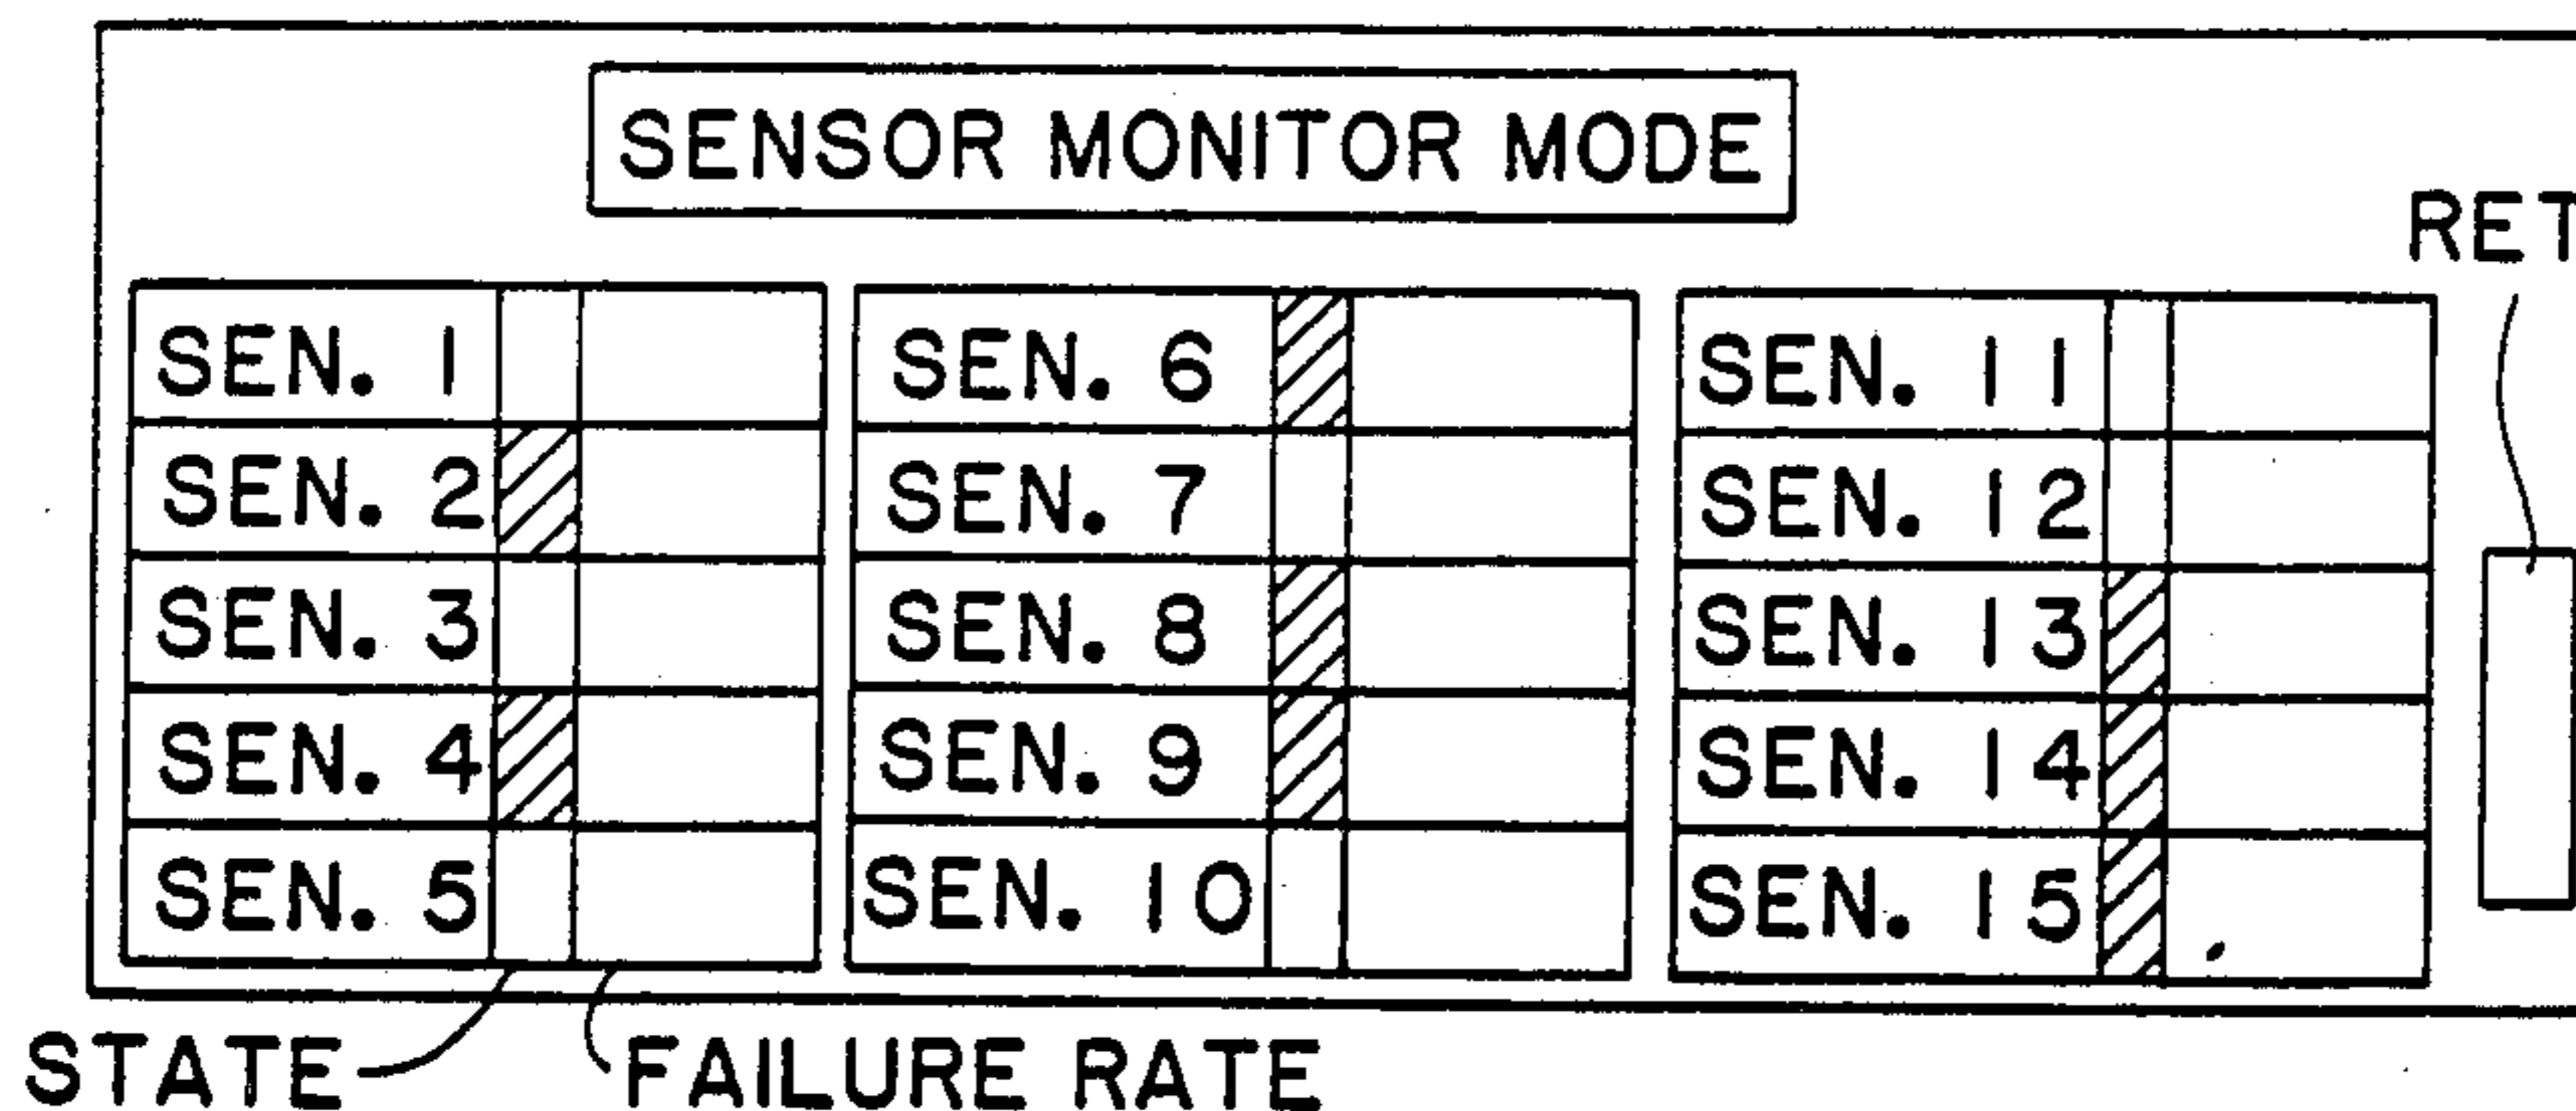 SENSOR MONITOR MODE
RET
SEN. 1
SEN. 2
SEN. 3
SEN. 4
SEN. 5
SEN. 6
SEN. 7
SEN. 8
SEN. 9
SEN. 10
SEN. 11
SEN. 12
SEN. 13
SEN. 14
SEN. 15
STATE
FAILURE RATE